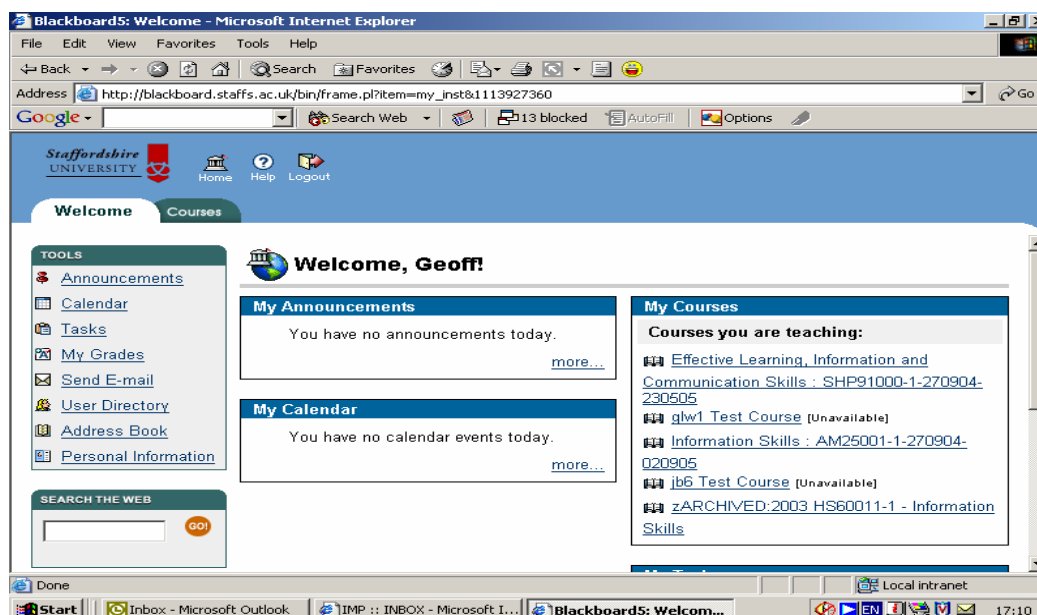 Blackboard5: Welcome - Microsoft Internet Explorer
File Edit View Favorites Tools Help
Back Search Favorites
Address http://blackboard.staffs.ac.uk/bin/frame.pl?item=my_inst&1113927360 Go
Google Search Web 13 blocked AutoFill Options
Staffordshire
UNIVERSITY
Home Help Logout
Welcome Courses
TOOLS
Announcements
Calendar
Tasks
My Grades
Send E-mail
User Directory
Address Book
Personal Information
SEARCH THE WEB
GO!
Welcome, Geoff!
My Announcements
You have no announcements today.
more...
My Calendar
You have no calendar events today.
more...
My Courses
Courses you are teaching:
Effective Learning, Information and
Communication Skills : SHP91000-1-270904-
230505
glw1 Test Course [Unavailable]
Information Skills : AM25001-1-270904-
020905
jb6 Test Course [Unavailable]
zARCHIVED:2003 HS60011-1 - Information
Skills
Done Local intranet
Start Inbox - Microsoft Outlook IMP :: INBOX - Microsoft I... Blackboard5: Welcom... EN 17:10